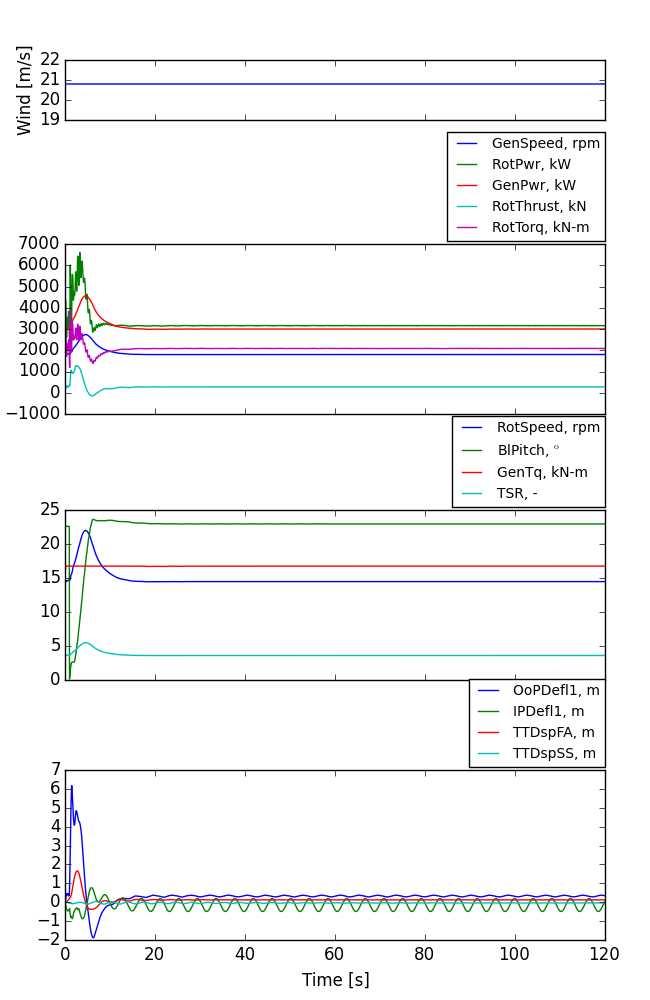 Wind [m/s]
22
21
20
19
GenSpeed, rpm
RotPwr, kW
GenPwr, kW
RotThrust, kN
RotTorq, kN-m
7000
6000
5000
4000
3000
2000
1000
0
−1000
RotSpeed, rpm
BlPitch, °
GenTq, kN-m
TSR, -
25
20
15
10
5
0
OoPDefl1, m
IPDefl1, m
TTDspFA, m
TTDspSS, m
7
6
5
4
3
2
1
0
−1
−2
0 20 40 60 80 100 120
Time [s]